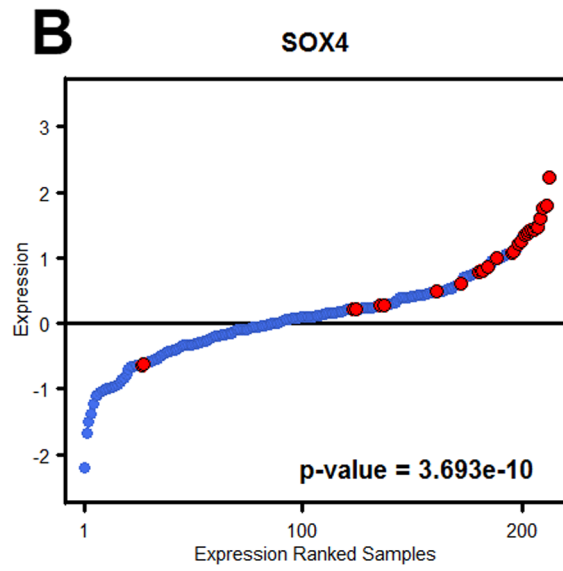 B
SOX4
3
2
1
0
-1
-2
Expression
p-value = 3.693e-10
1 100 200
Expression Ranked Samples